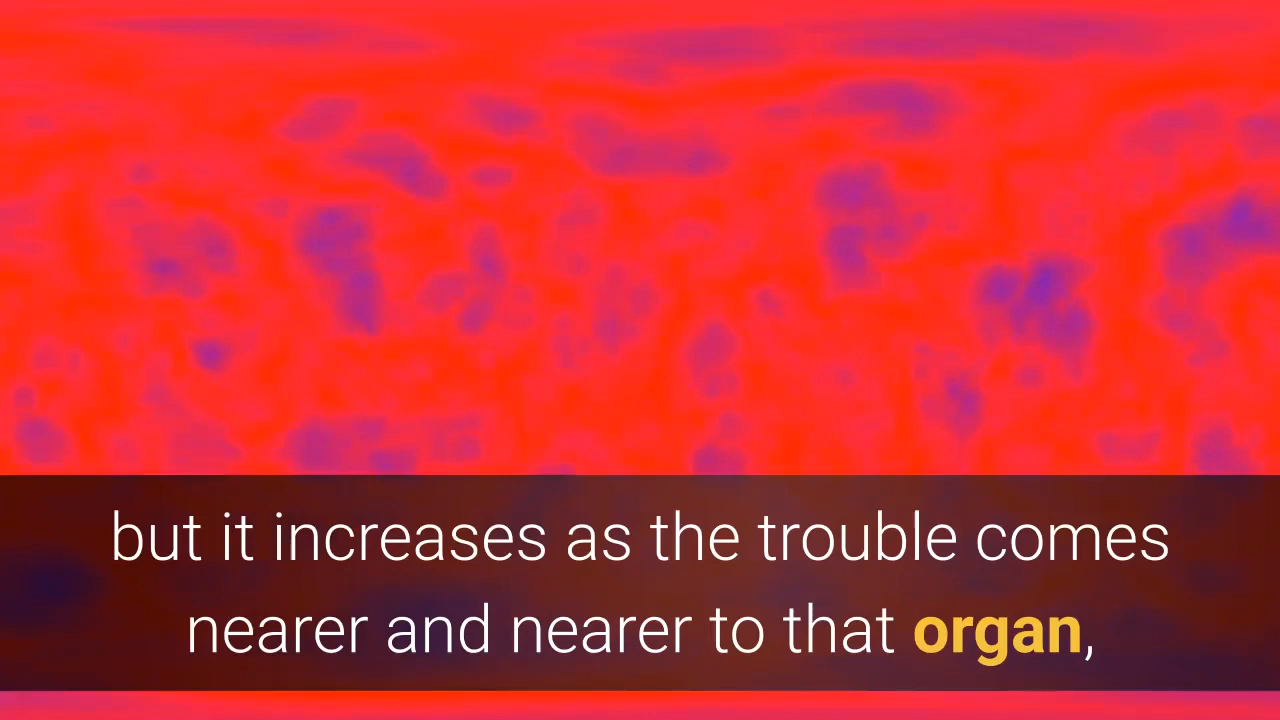 but it increases as the trouble comes
nearer and nearer to that organ,